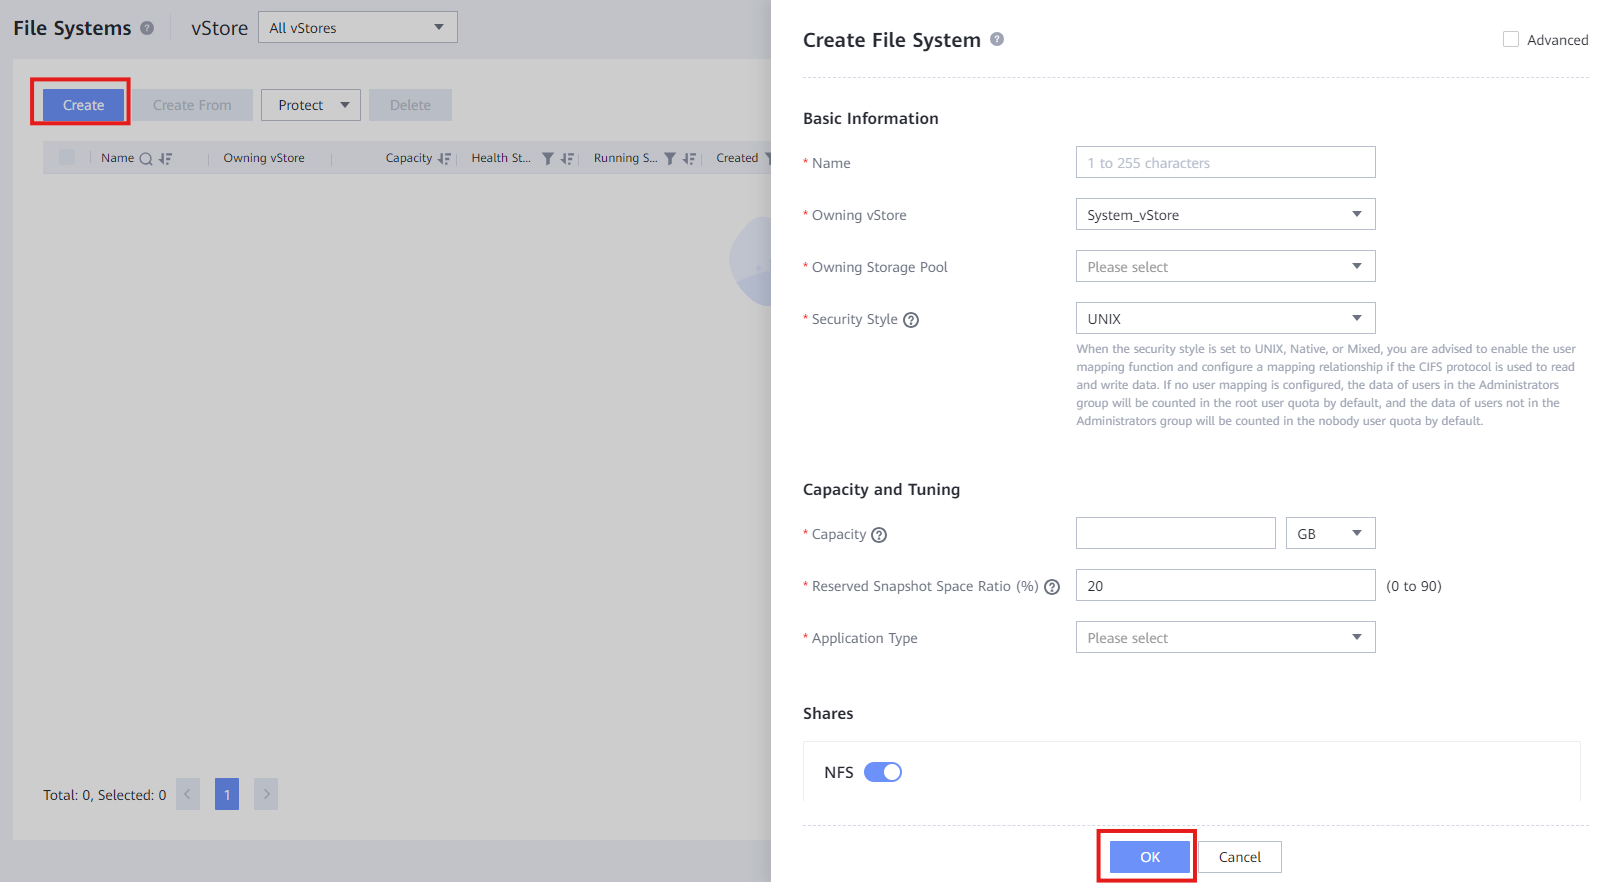 File Systems
vStore
All vStores
Create
Create From
Protect
Delete
Name
Owning vStore
Capacity
Health St...
Running S...
Created
Total: 0, Selected: 0
1
Create File System
Advanced
Basic Information
* Name
1 to 255 characters
* Owning vStore
System_vStore
* Owning Storage Pool
Please select
* Security Style
UNIX
When the security style is set to UNIX, Native, or Mixed, you are advised to enable the user
mapping function and configure a mapping relationship if the CIFS protocol is used to read
and write data. If no user mapping is configured, the data of users in the Administrators
group will be counted in the root user quota by default, and the data of users not in the
Administrators group will be counted in the nobody user quota by default.
Capacity and Tuning
* Capacity
GB
* Reserved Snapshot Space Ratio (%)
20
(0 to 90)
* Application Type
Please select
Shares
NFS
OK
Cancel